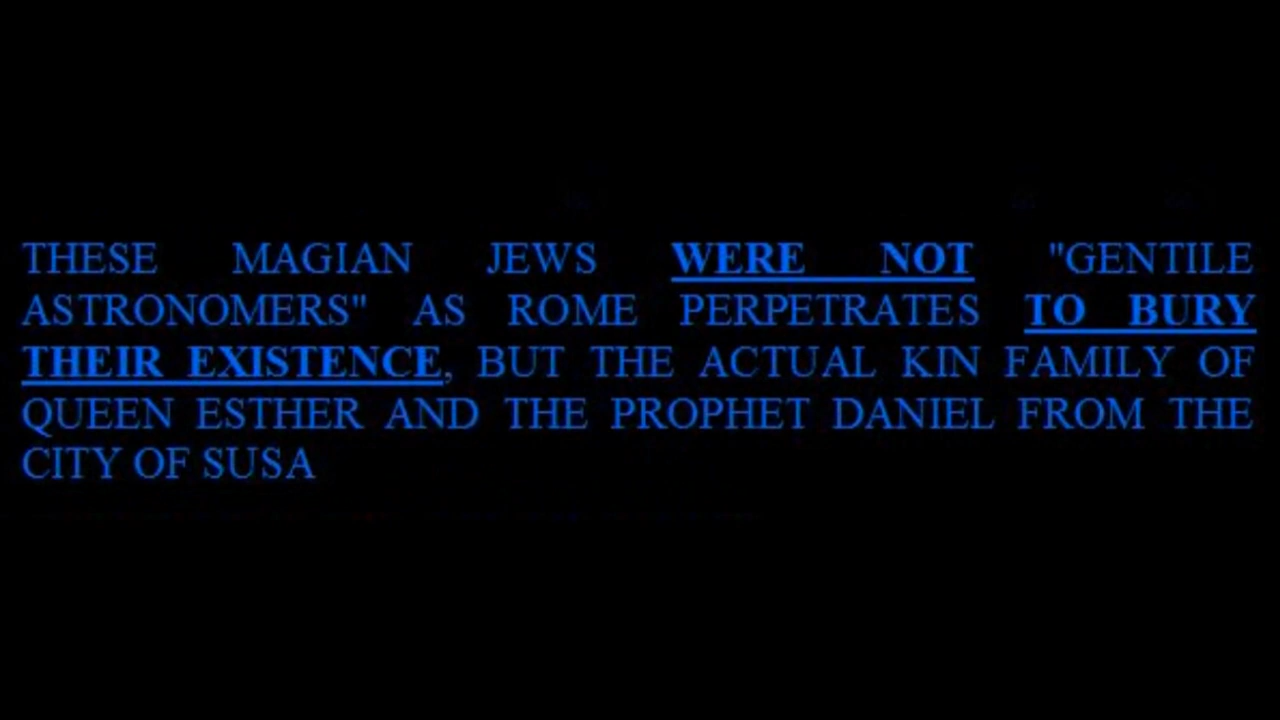 THESE MAGIAN JEWS WERE NOT "GENTILE
ASTRONOMERS" AS ROME PERPETRATES TO BURY
THEIR EXISTENCE, BUT THE ACTUAL KIN FAMILY OF
QUEEN ESTHER AND THE PROPHET DANIEL FROM THE
CITY OF SUSA